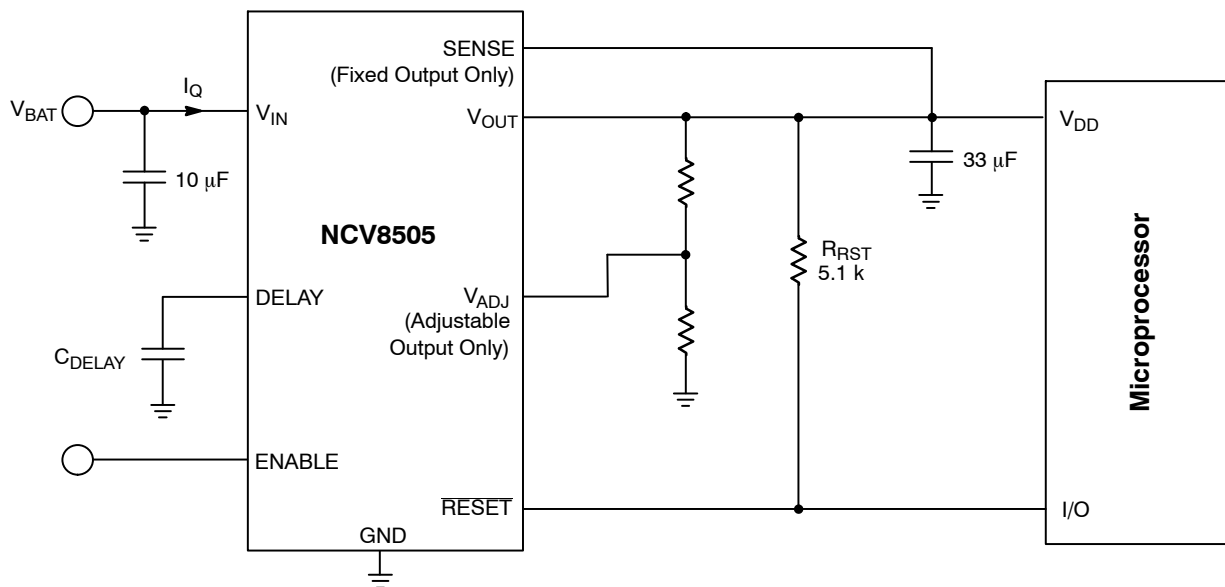 SENSE
(Fixed Output Only)
I_Q
V_BAT
V_IN
V_OUT
V_DD
10 μF
33 μF
NCV8505
R_RST
5.1 k
DELAY
V_ADJ
(Adjustable
Output Only)
C_DELAY
Microprocessor
ENABLE
RESET
I/O
GND